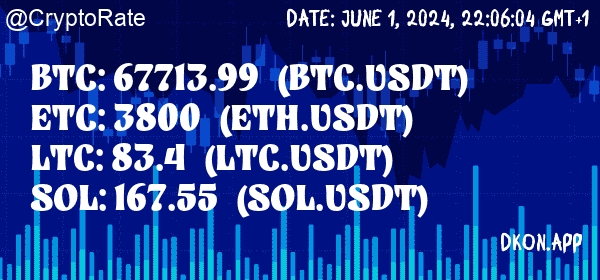 @CryptoRate
DATE: JUNE 1, 2024, 22:06:04 GMT+1
BTC: 67713.99 (BTC.USDT)
ETC: 3800 (ETH.USDT)
LTC: 83.4 (LTC.USDT)
SOL: 167.55 (SOL.USDT)
DKON.APP